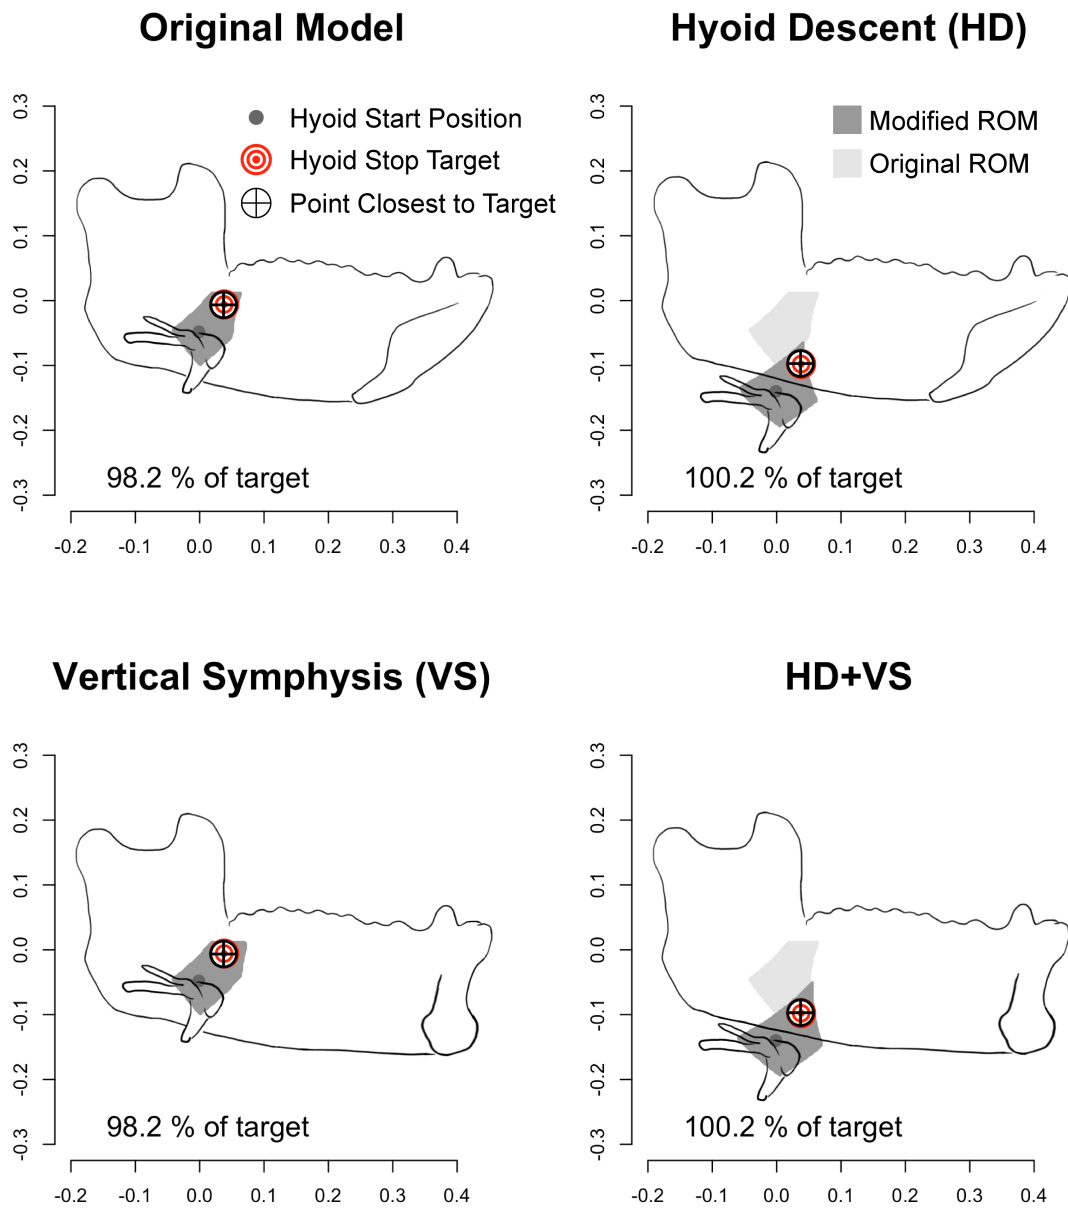 Original Model
Hyoid Start Position
Hyoid Stop Target
Point Closest to Target
0.3
0.2
0.1
0.0
-0.1
-0.2
-0.3
98.2 % of target
-0.2 -0.1 0.0 0.1 0.2 0.3 0.4
Hyoid Descent (HD)
Modified ROM
Original ROM
0.3
0.2
0.1
0.0
-0.1
-0.2
-0.3
100.2 % of target
-0.2 -0.1 0.0 0.1 0.2 0.3 0.4
Vertical Symphysis (VS)
0.3
0.2
0.1
0.0
-0.1
-0.2
-0.3
98.2 % of target
-0.2 -0.1 0.0 0.1 0.2 0.3 0.4
HD+VS
0.3
0.2
0.1
0.0
-0.1
-0.2
-0.3
100.2 % of target
-0.2 -0.1 0.0 0.1 0.2 0.3 0.4